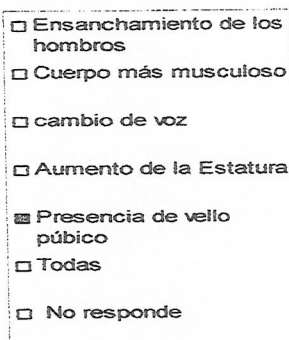 Ensanchamiento de los
hombros
Cuerpo más musculoso
cambio de voz
Aumento de la Estatura
Presencia de vello
púbico
Todas
No responde